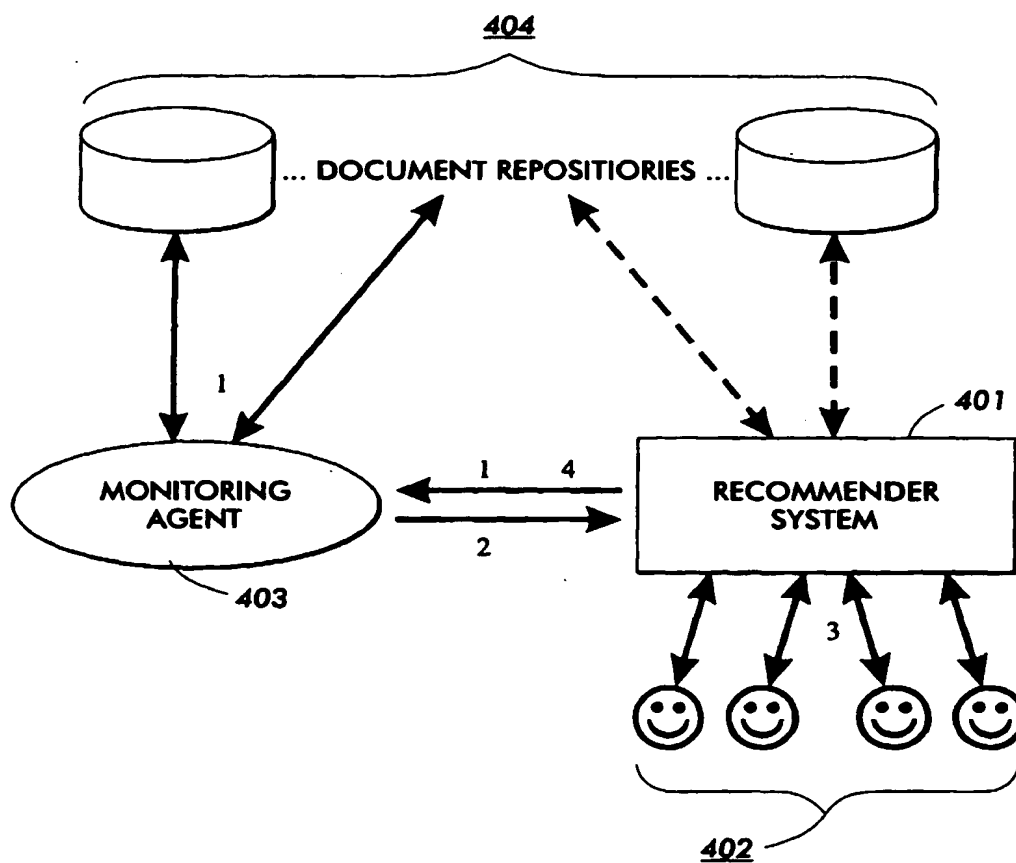 404
... DOCUMENT REPOSITIORIES ...
1
401
MONITORING
AGENT
1 4
2
RECOMMENDER
SYSTEM
403
3
402